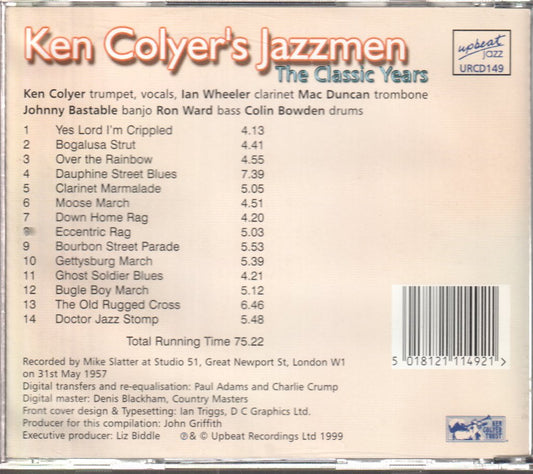 Ken Colyer's Jazzmen
The Classic Years
upbeat
jazz
URCD149
Ken Colyer trumpet, vocals, Ian Wheeler clarinet Mac Duncan trombone
Johnny Bastable banjo Ron Ward bass Colin Bowden drums
1 Yes Lord I'm Crippled 4.13
2 Bogalusa Strut 4.41
3 Over the Rainbow 4.55
4 Dauphine Street Blues 7.39
5 Clarinet Marmalade 5.05
6 Moose March 4.51
7 Down Home Rag 4.20
8 Eccentric Rag 5.03
9 Bourbon Street Parade 5.53
10 Gettysburg March 5.39
11 Ghost Soldier Blues 4.21
12 Bugle Boy March 5.12
13 The Old Rugged Cross 6.46
14 Doctor Jazz Stomp 5.48
Total Running Time 75.22
5 018121 114921 >
Recorded by Mike Slatter at Studio 51, Great Newport St, London W1
on 31st May 1957
Digital transfers and re-equalisation: Paul Adams and Charlie Crump
Digital master: Denis Blackham, Country Masters
Front cover design & Typesetting: Ian Triggs, D C Graphics Ltd.
Producer for this compilation: John Griffith
Executive producer: Liz Biddle ℗& © Upbeat Recordings Ltd 1999
KEN
COLYER
TRUST